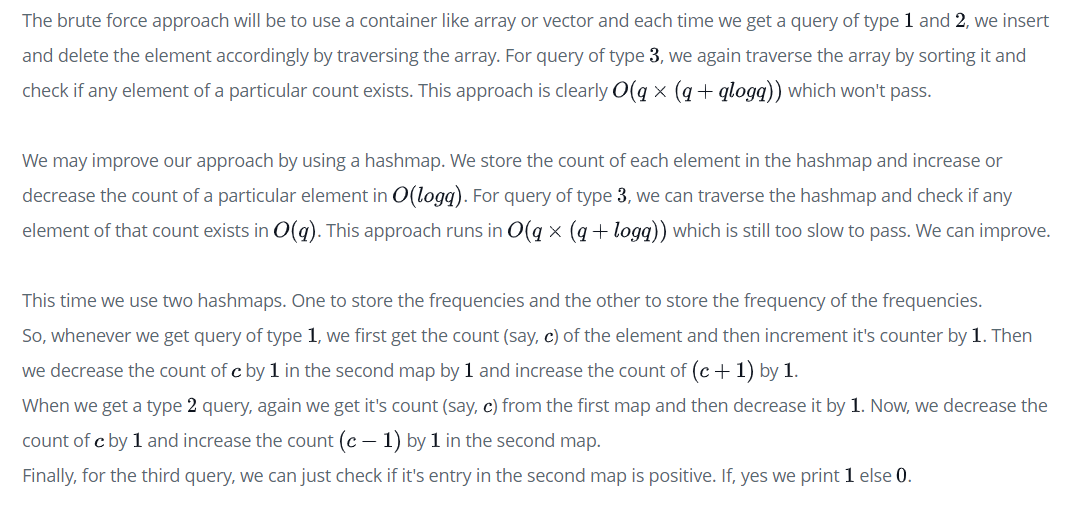 The brute force approach will be to use a container like array or vector and each time we get a query of type 1 and 2, we insert
and delete the element accordingly by traversing the array. For query of type 3, we again traverse the array by sorting it and
check if any element of a particular count exists. This approach is clearly O(q × (q + qlogq)) which won't pass.
We may improve our approach by using a hashmap. We store the count of each element in the hashmap and increase or
decrease the count of a particular element in O(logq). For query of type 3, we can traverse the hashmap and check if any
element of that count exists in O(q). This approach runs in O(q × (q + logq)) which is still too slow to pass. We can improve.
This time we use two hashmaps. One to store the frequencies and the other to store the frequency of the frequencies.
So, whenever we get query of type 1, we first get the count (say, c) of the element and then increment it's counter by 1. Then
we decrease the count of c by 1 in the second map by 1 and increase the count of (c + 1) by 1.
When we get a type 2 query, again we get it's count (say, c) from the first map and then decrease it by 1. Now, we decrease the
count of c by 1 and increase the count (c − 1) by 1 in the second map.
Finally, for the third query, we can just check if it's entry in the second map is positive. If, yes we print 1 else 0.